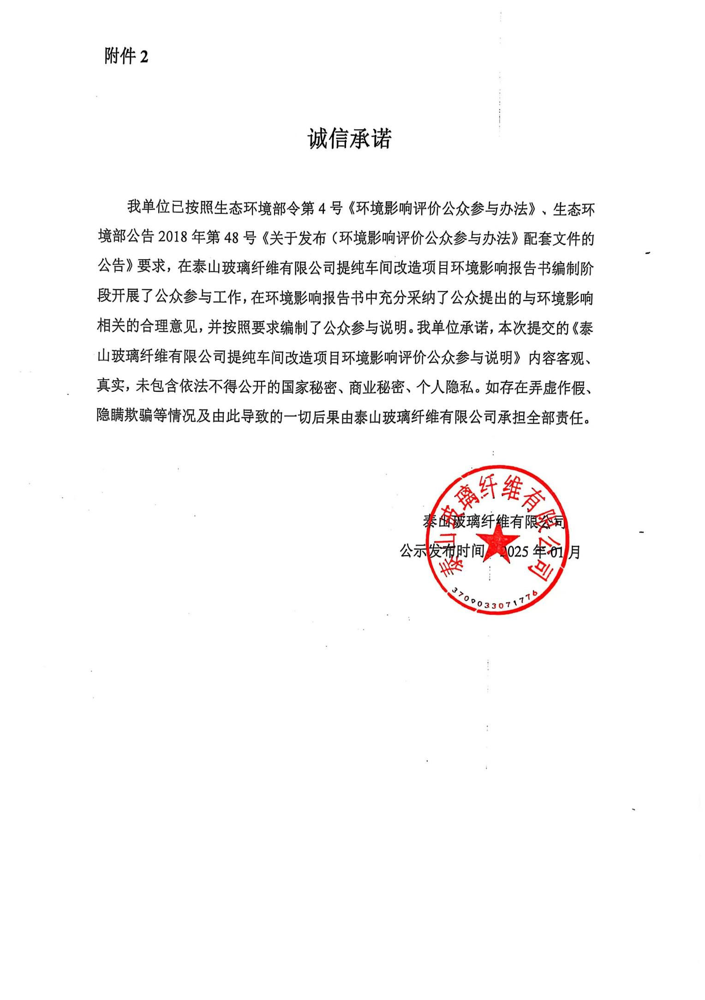 附件 2
诚信承诺
我单位已按照生态环境部令第 4 号《环境影响评价公众参与办法》、生态环
境部公告 2018 年第 48 号《关于发布（环境影响评价公众参与办法》配套文件的
公告》要求，在泰山玻璃纤维有限公司提纯车间改造项目环境影响报告书编制阶
段开展了公众参与工作，在环境影响报告书中充分采纳了公众提出的与环境影响
相关的合理意见，并按照要求编制了公众参与说明。我单位承诺，本次提交的《泰
山玻璃纤维有限公司提纯车间改造项目环境影响评价公众参与说明》内容客观、
真实，未包含依法不得公开的国家秘密、商业秘密、个人隐私。如存在弄虚作假、
隐瞒欺骗等情况及由此导致的一切后果由泰山玻璃纤维有限公司承担全部责任。
泰山玻璃纤维有限公司
公示发布时间 2025 年 01 月
泰山玻璃纤维有限公司
3709033071776